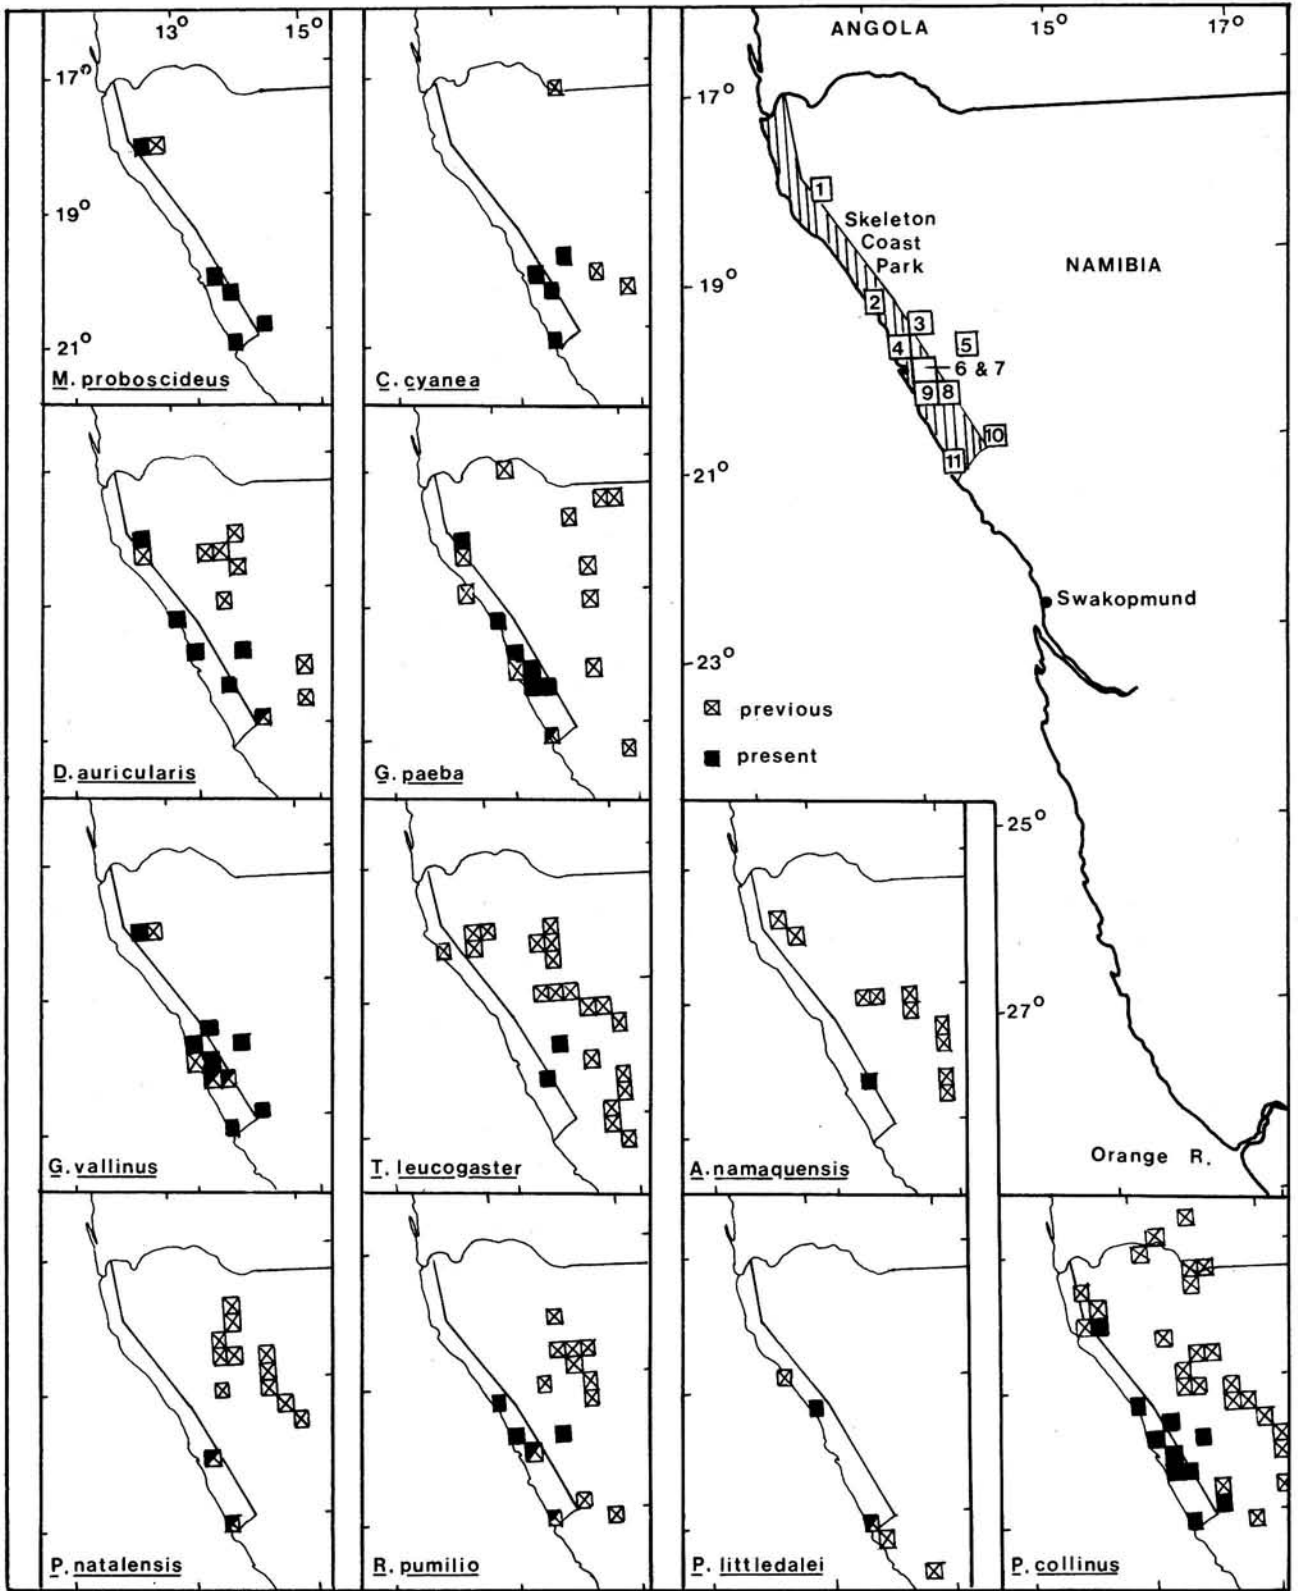 13° 15°
17°
19°
21°
M. proboscideus
C. cyanea
ANGOLA 15° 17°
17°
1
Skeleton
Coast
Park
NAMIBIA
19°
2
3
4
5
6 & 7
9 8
10
11
21°
Swakopmund
23°
previous
present
D. auricularis
G. paeba
25°
27°
Orange R.
G. vallinus
T. leucogaster
A. namaquensis
P. natalensis
R. pumilio
P. littledalei
P. collinus